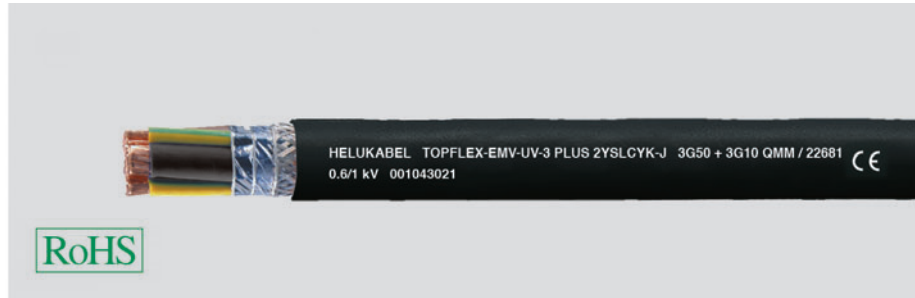 HELUKABEL TOPFLEX-EMV-UV-3 PLUS 2YSLCYK-J 3G50 + 3G10 QMM / 22681 CE
0.6/1 kV 001043021
RoHS